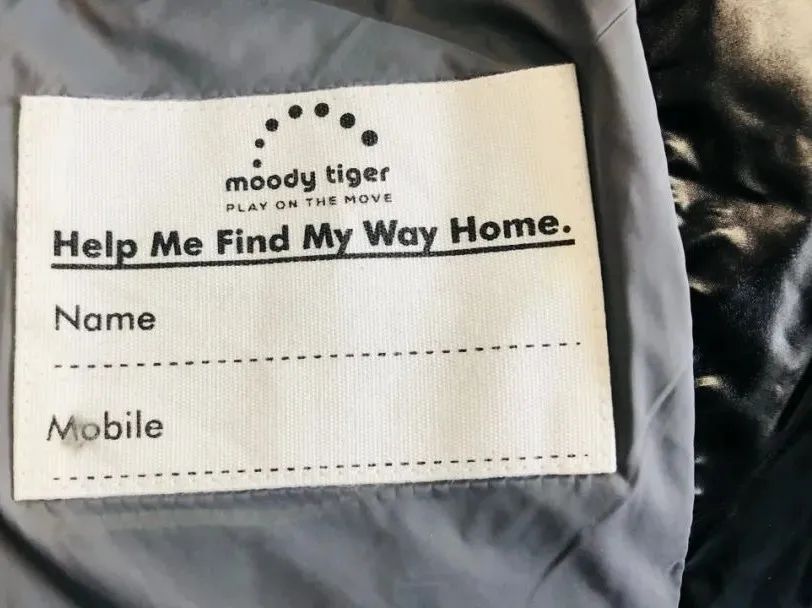 moody tiger
PLAY ON THE MOVE
Help Me Find My Way Home.
Name
Mobile